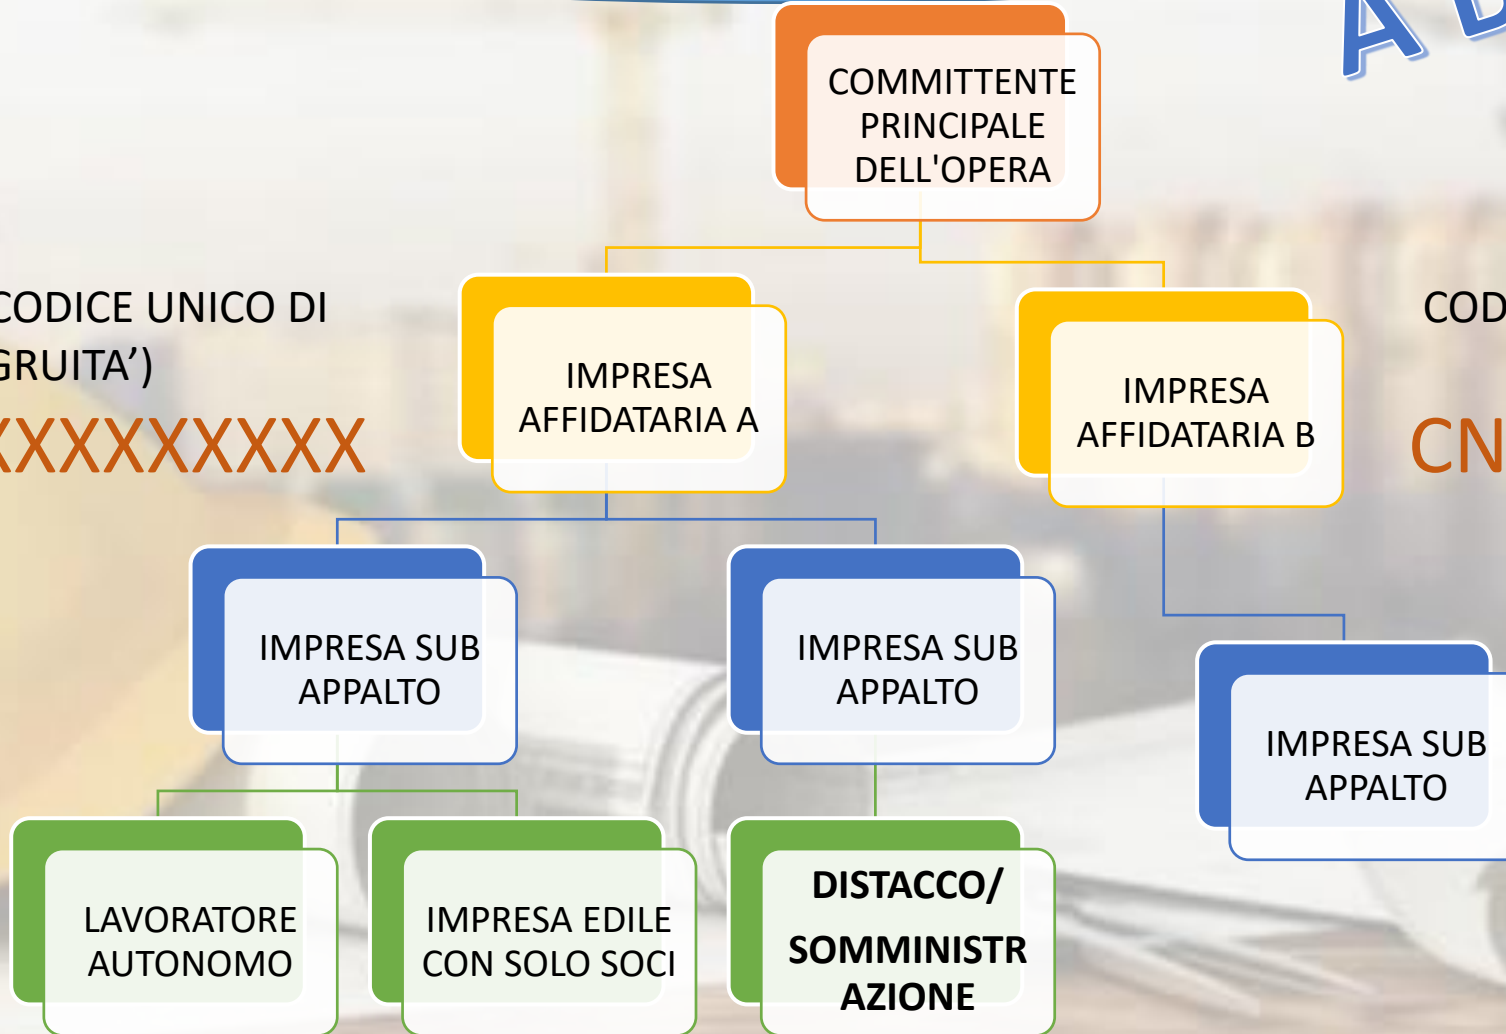 A
COMMITTENTE
PRINCIPALE
DELL'OPERA
CODICE UNICO DI
GRUITA’)
XXXXXXXXX
IMPRESA
AFFIDATARIA A
IMPRESA
AFFIDATARIA B
COD
CN
IMPRESA SUB
APPALTO
IMPRESA SUB
APPALTO
IMPRESA SUB
APPALTO
LAVORATORE
AUTONOMO
IMPRESA EDILE
CON SOLO SOCI
DISTACCO/
SOMMINISTR
AZIONE